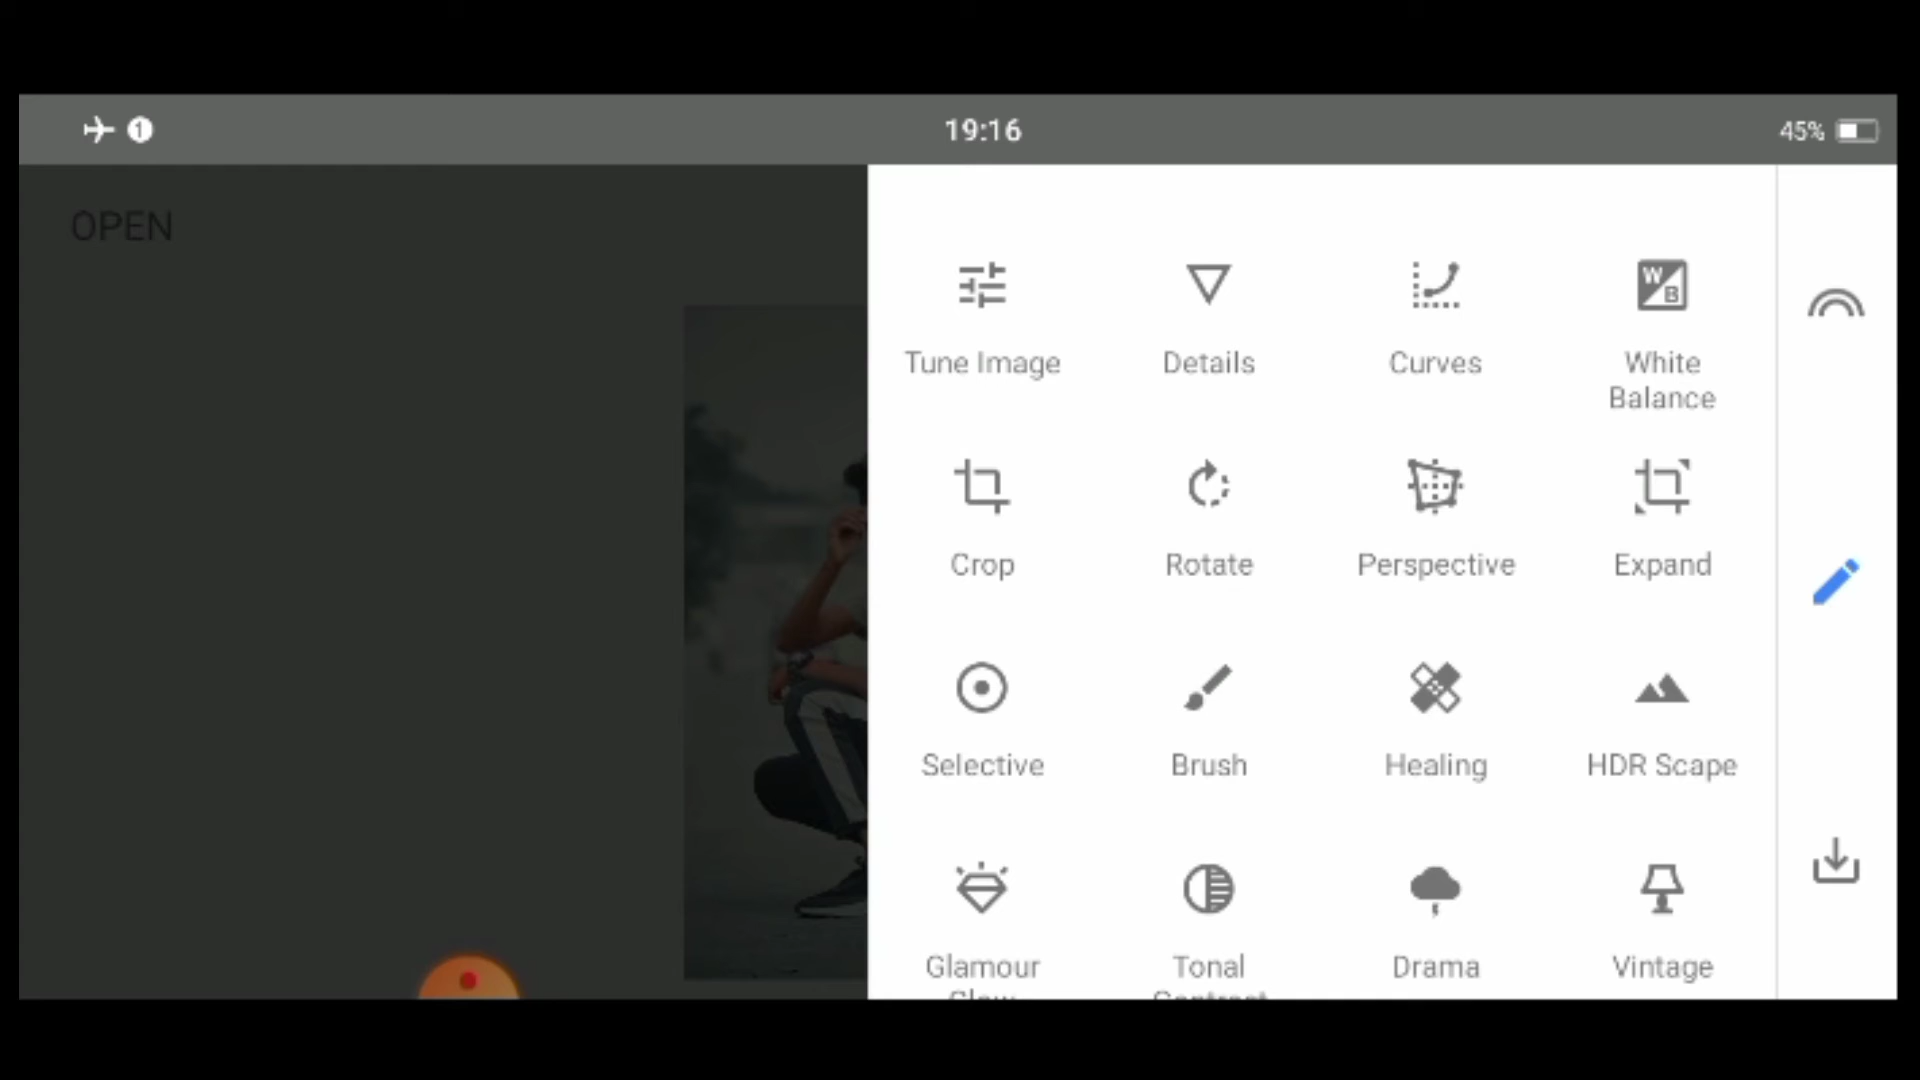 1
19:16
45%
OPEN
Tune Image
Details
Curves
W
B
White
Balance
Crop
Rotate
Perspective
Expand
Selective
Brush
Healing
HDR Scape
Glamour
Glow
Tonal
Contrast
Drama
Vintage